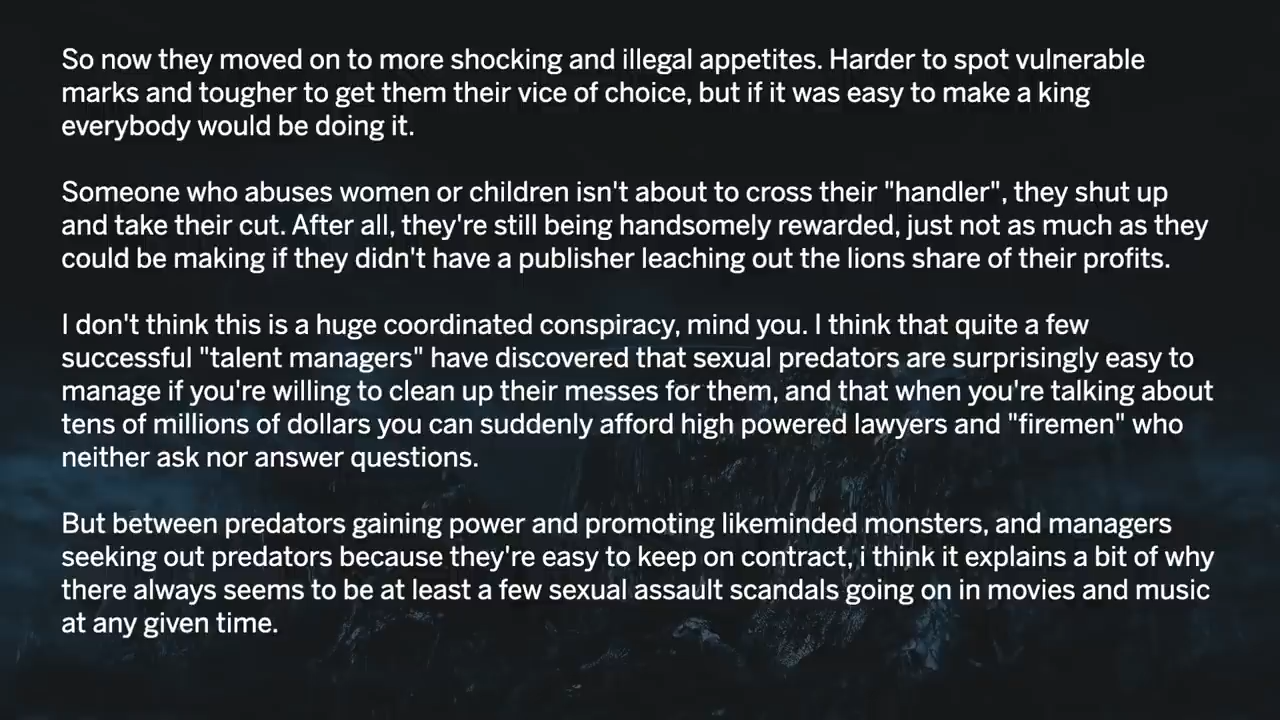 So now they moved on to more shocking and illegal appetites. Harder to spot vulnerable
marks and tougher to get them their vice of choice, but if it was easy to make a king
everybody would be doing it.
Someone who abuses women or children isn't about to cross their "handler", they shut up
and take their cut. After all, they're still being handsomely rewarded, just not as much as they
could be making if they didn't have a publisher leaching out the lions share of their profits.
I don't think this is a huge coordinated conspiracy, mind you. I think that quite a few
successful "talent managers" have discovered that sexual predators are surprisingly easy to
manage if you're willing to clean up their messes for them, and that when you're talking about
tens of millions of dollars you can suddenly afford high powered lawyers and "firemen" who
neither ask nor answer questions.
But between predators gaining power and promoting likeminded monsters, and managers
seeking out predators because they're easy to keep on contract, i think it explains a bit of why
there always seems to be at least a few sexual assault scandals going on in movies and music
at any given time.